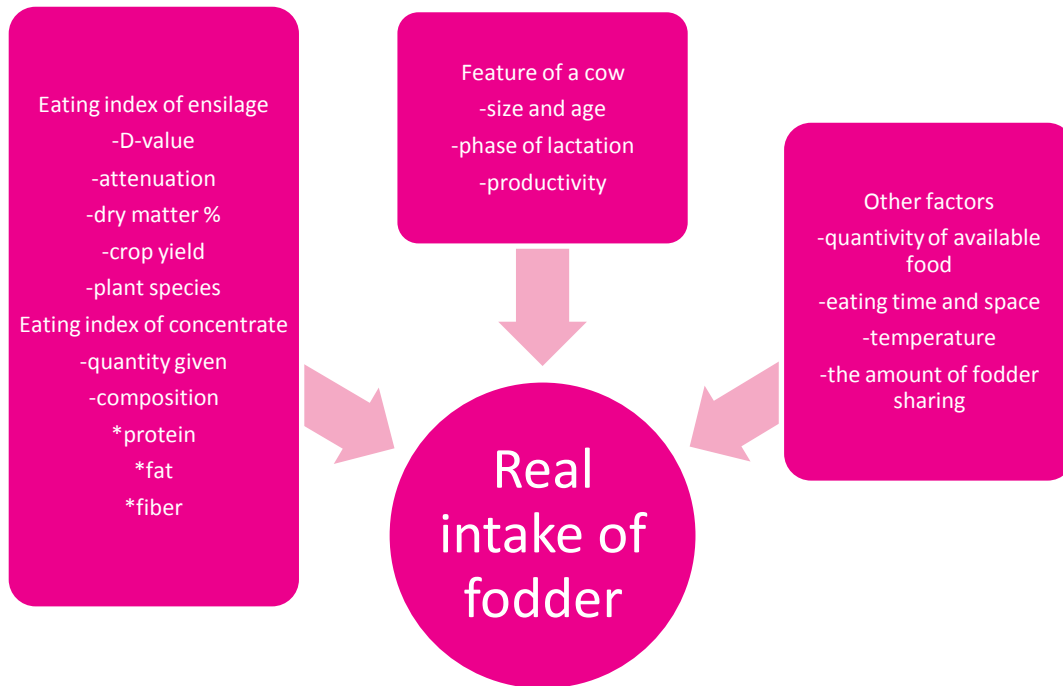 Eating index of ensilage
-D-value
-attenuation
-dry matter %
-crop yield
-plant species
Eating index of concentrate
-quantity given
-composition
*protein
*fat
*fiber
Feature of a cow
-size and age
-phase of lactation
-productivity
Other factors
-quantivity of available
food
-eating time and space
-temperature
-the amount of fodder
sharing
Real
intake of
fodder